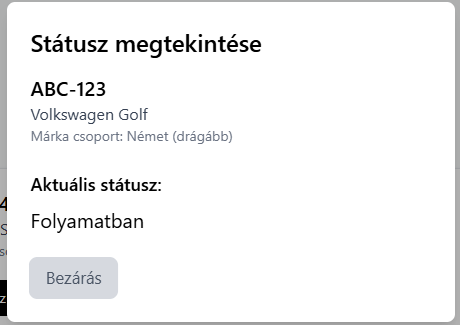 Státusz megtekintése
ABC-123
Volkswagen Golf
Márka csoport: Német (drágább)
Aktuális státusz:
Folyamatban
Bezárás